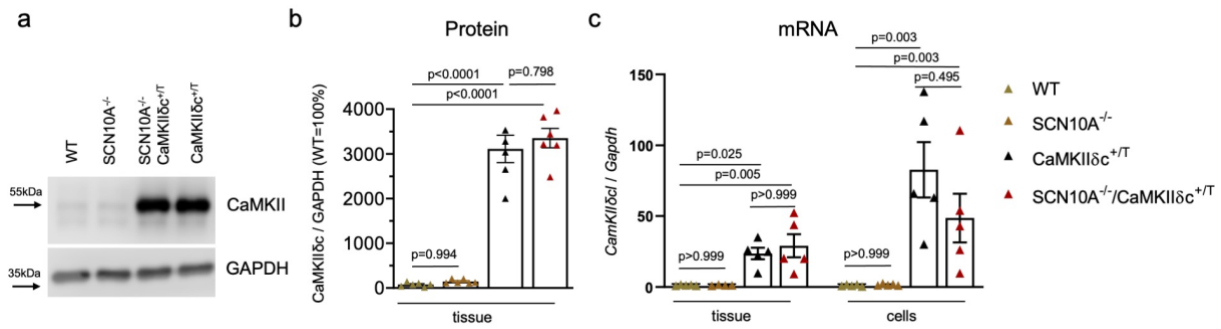 a
WT
SCN10A-/-
SCN10A-/-
CaMKIIδc+/T
CaMKIIδc+/T
55kDa
CaMKII
35kDa
GAPDH
b
Protein
CaMKIIδc / GAPDH (WT=100%)
4000
3000
2000
1000
0
p<0.0001
p=0.798
p<0.0001
p=0.994
tissue
c
mRNA
CamKIIδcI / Gapdh
150
100
50
0
p=0.025
p=0.005
p>0.999
p>0.999
tissue
p=0.003
p=0.003
p=0.495
p>0.999
cells
WT
SCN10A-/-
CaMKIIδc+/T
SCN10A-/-/CaMKIIδc+/T